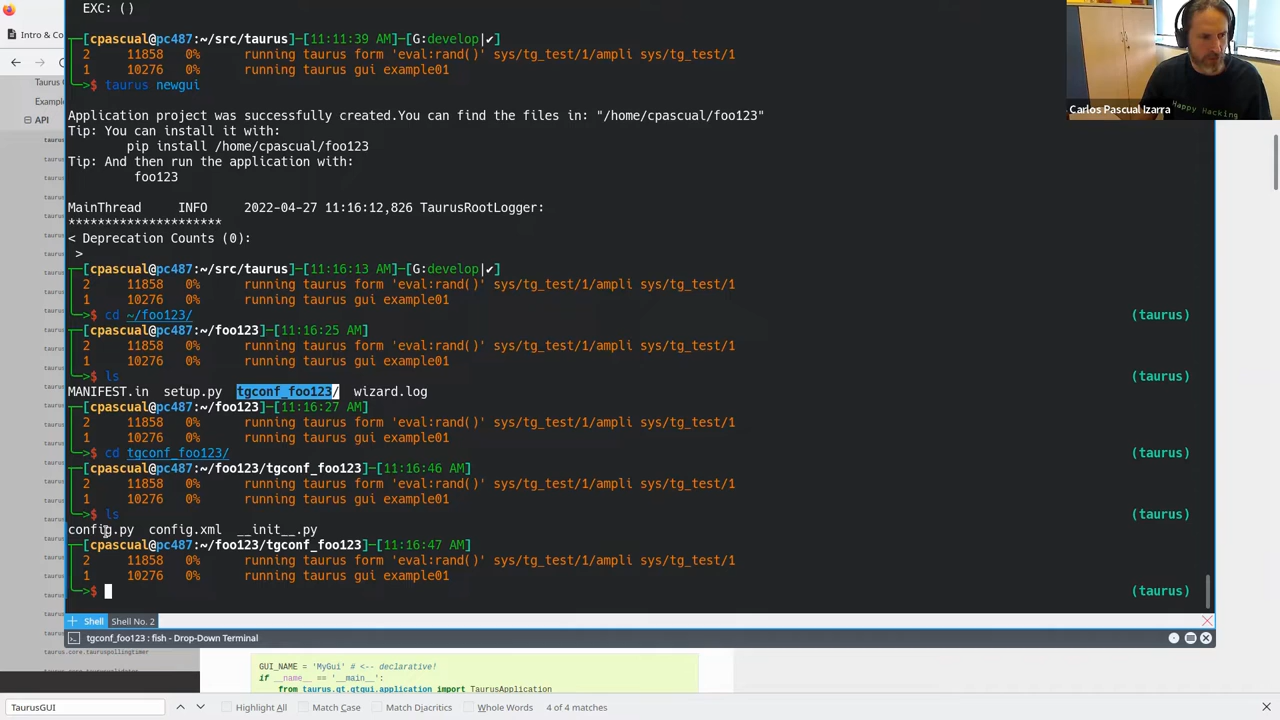 Intro & Co
Taurus
Example
API
taurus
EXC: ()
[cpascual@pc487:~/src/taurus]-[11:11:39 AM]-[G:develop|✔]
2 11858 0% running taurus form 'eval:rand()' sys/tg_test/1/ampli sys/tg_test/1
1 10276 0% running taurus gui example01
->$ taurus newgui
Application project was successfully created.You can find the files in: "/home/cpascual/foo123"
Tip: You can install it with:
pip install /home/cpascual/foo123
Tip: And then run the application with:
foo123
MainThread INFO 2022-04-27 11:16:12,826 TaurusRootLogger:
*********************
< Deprecation Counts (0):
>
[cpascual@pc487:~/src/taurus]-[11:16:13 AM]-[G:develop|✔]
2 11858 0% running taurus form 'eval:rand()' sys/tg_test/1/ampli sys/tg_test/1
1 10276 0% running taurus gui example01
->$ cd ~/foo123/ (taurus)
[cpascual@pc487:~/foo123]-[11:16:25 AM]
2 11858 0% running taurus form 'eval:rand()' sys/tg_test/1/ampli sys/tg_test/1
1 10276 0% running taurus gui example01
->$ ls (taurus)
MANIFEST.in setup.py tgconf_foo123/ wizard.log
[cpascual@pc487:~/foo123]-[11:16:27 AM]
2 11858 0% running taurus form 'eval:rand()' sys/tg_test/1/ampli sys/tg_test/1
1 10276 0% running taurus gui example01
->$ cd tgconf_foo123/ (taurus)
[cpascual@pc487:~/foo123/tgconf_foo123]-[11:16:46 AM]
2 11858 0% running taurus form 'eval:rand()' sys/tg_test/1/ampli sys/tg_test/1
1 10276 0% running taurus gui example01
->$ ls (taurus)
config.py config.xml __init__.py
[cpascual@pc487:~/foo123/tgconf_foo123]-[11:16:47 AM]
2 11858 0% running taurus form 'eval:rand()' sys/tg_test/1/ampli sys/tg_test/1
1 10276 0% running taurus gui example01
->$ (taurus)
Shell Shell No. 2
tgconf_foo123 : fish - Drop-Down Terminal
taurus.core.tauruspollingtimer
GUI_NAME = 'MyGui' # <-- declarative!
if __name__ == '__main__':
from taurus.qt.qtgui.application import TaurusApplication
TaurusGUI
Highlight All Match Case Match Diacritics Whole Words 4 of 4 matches
Happy Hacking
Carlos Pascual Izarra